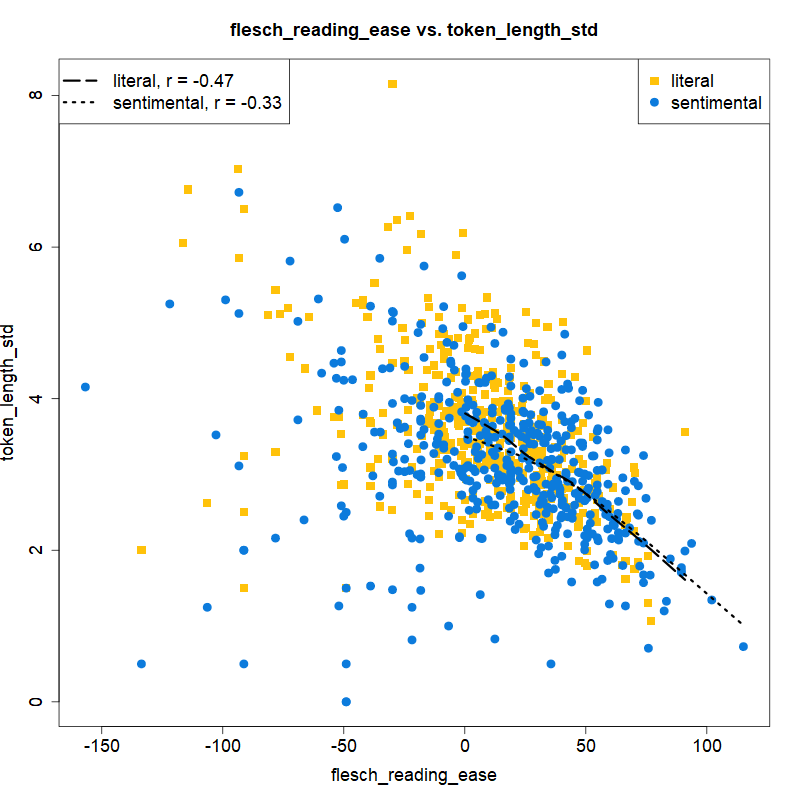 flesch_reading_ease vs. token_length_std
literal, r = -0.47
sentimental, r = -0.33
literal
sentimental
8
6
4
2
0
token_length_std
-150
-100
-50
0
50
100
flesch_reading_ease